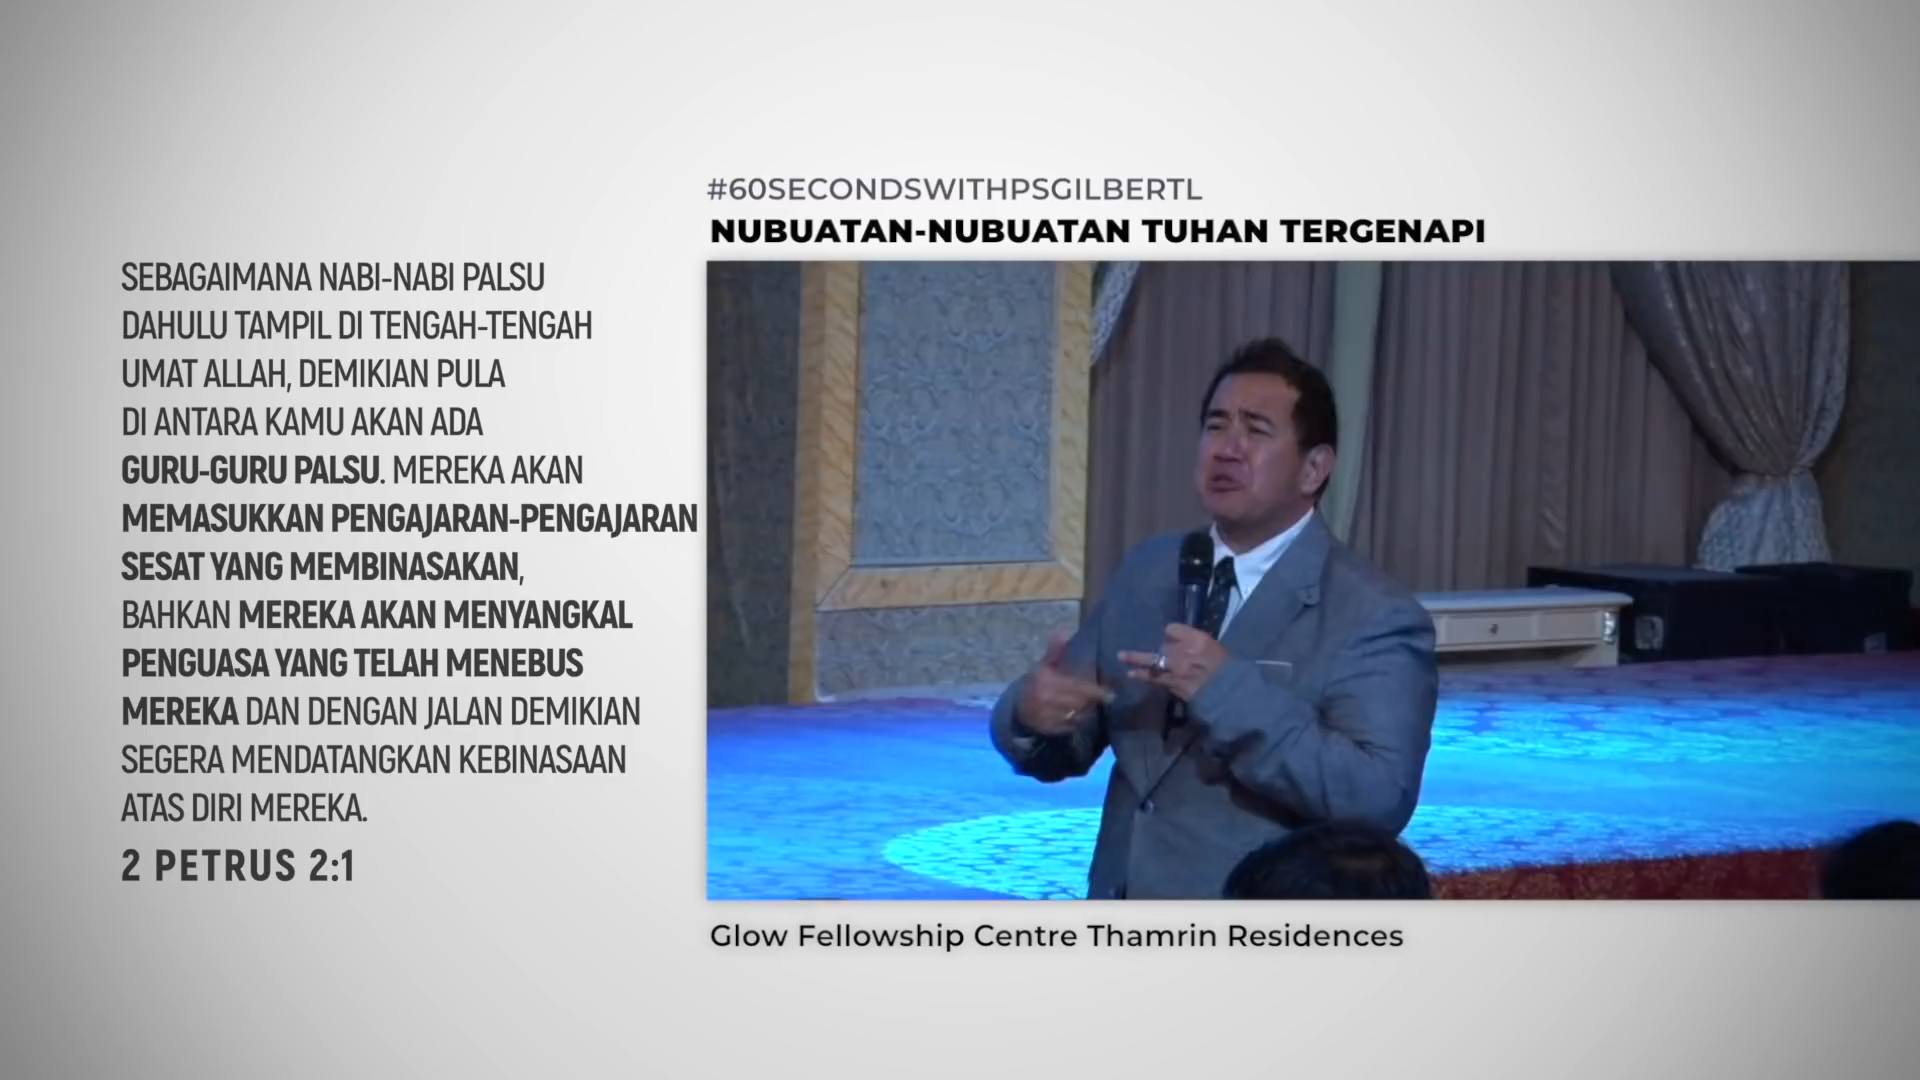 #60SECONDSWITHPSGILBERTL
NUBUATAN-NUBUATAN TUHAN TERGENAPI
SEBAGAIMANA NABI-NABI PALSU
DAHULU TAMPIL DI TENGAH-TENGAH
UMAT ALLAH, DEMIKIAN PULA
DI ANTARA KAMU AKAN ADA
GURU-GURU PALSU. MEREKA AKAN
MEMASUKKAN PENGAJARAN-PENGAJARAN
SESAT YANG MEMBINASAKAN,
BAHKAN MEREKA AKAN MENYANGKAL
PENGUASA YANG TELAH MENEBUS
MEREKA DAN DENGAN JALAN DEMIKIAN
SEGERA MENDATANGKAN KEBINASAAN
ATAS DIRI MEREKA.
2 PETRUS 2:1
Glow Fellowship Centre Thamrin Residences